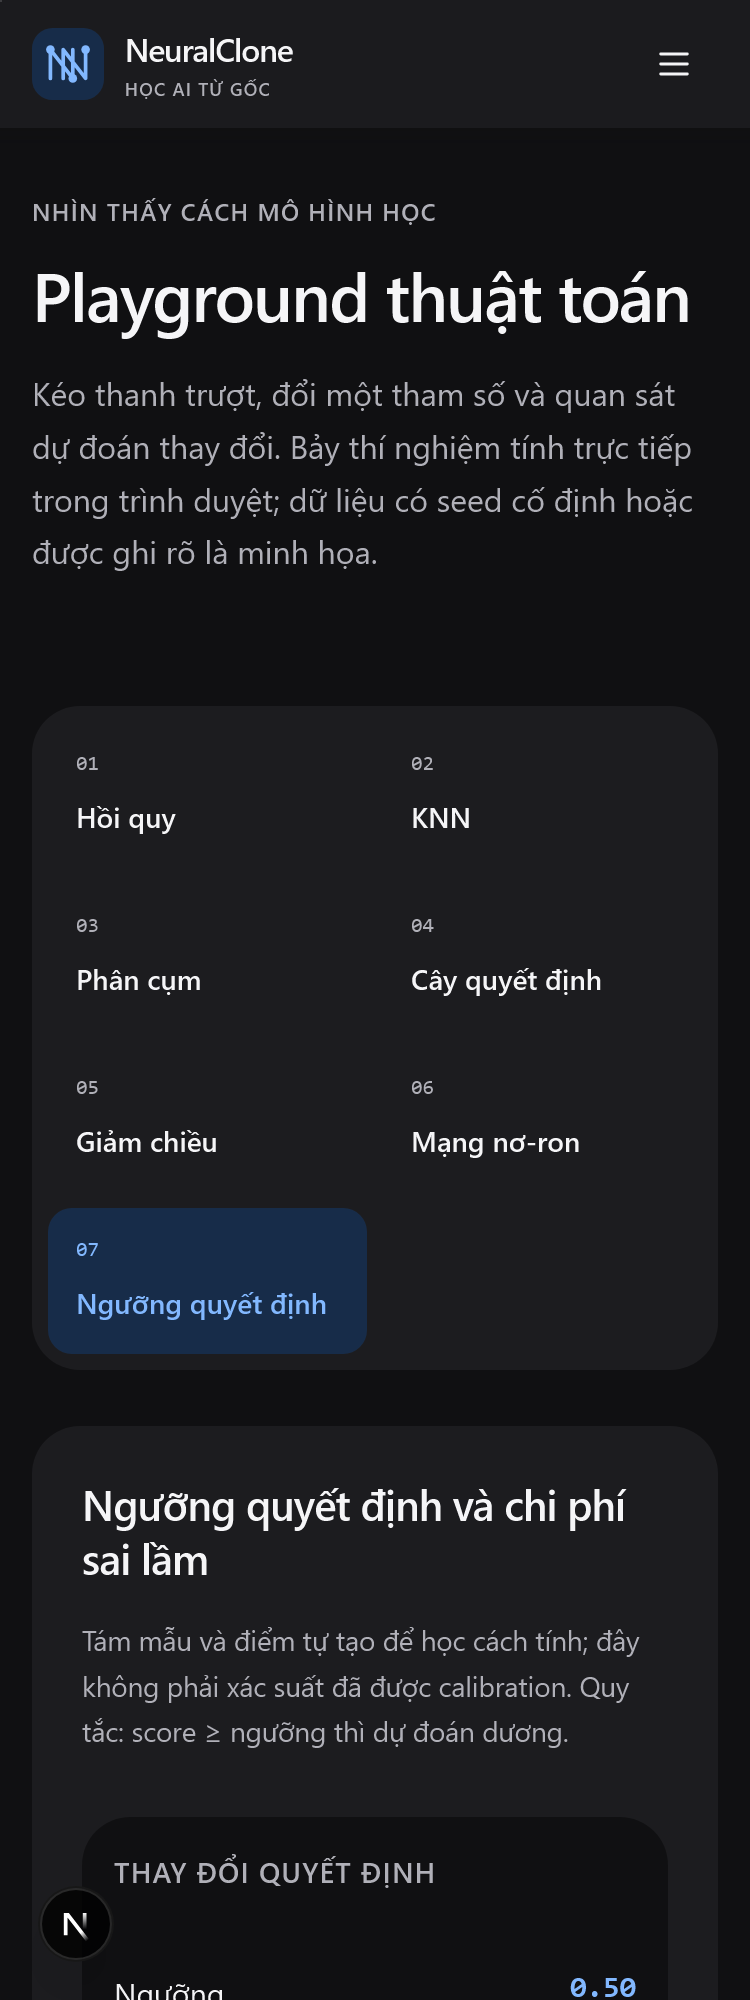 NeuralClone
HỌC AI TỪ GỐC
NHÌN THẤY CÁCH MÔ HÌNH HỌC
Playground thuật toán
Kéo thanh trượt, đổi một tham số và quan sát
dự đoán thay đổi. Bảy thí nghiệm tính trực tiếp
trong trình duyệt; dữ liệu có seed cố định hoặc
được ghi rõ là minh họa.
01
Hồi quy
02
KNN
03
Phân cụm
04
Cây quyết định
05
Giảm chiều
06
Mạng nơ-ron
07
Ngưỡng quyết định
Ngưỡng quyết định và chi phí
sai lầm
Tám mẫu và điểm tự tạo để học cách tính; đây
không phải xác suất đã được calibration. Quy
tắc: score ≥ ngưỡng thì dự đoán dương.
THAY ĐỔI QUYẾT ĐỊNH
N
Ngưỡng 0.50